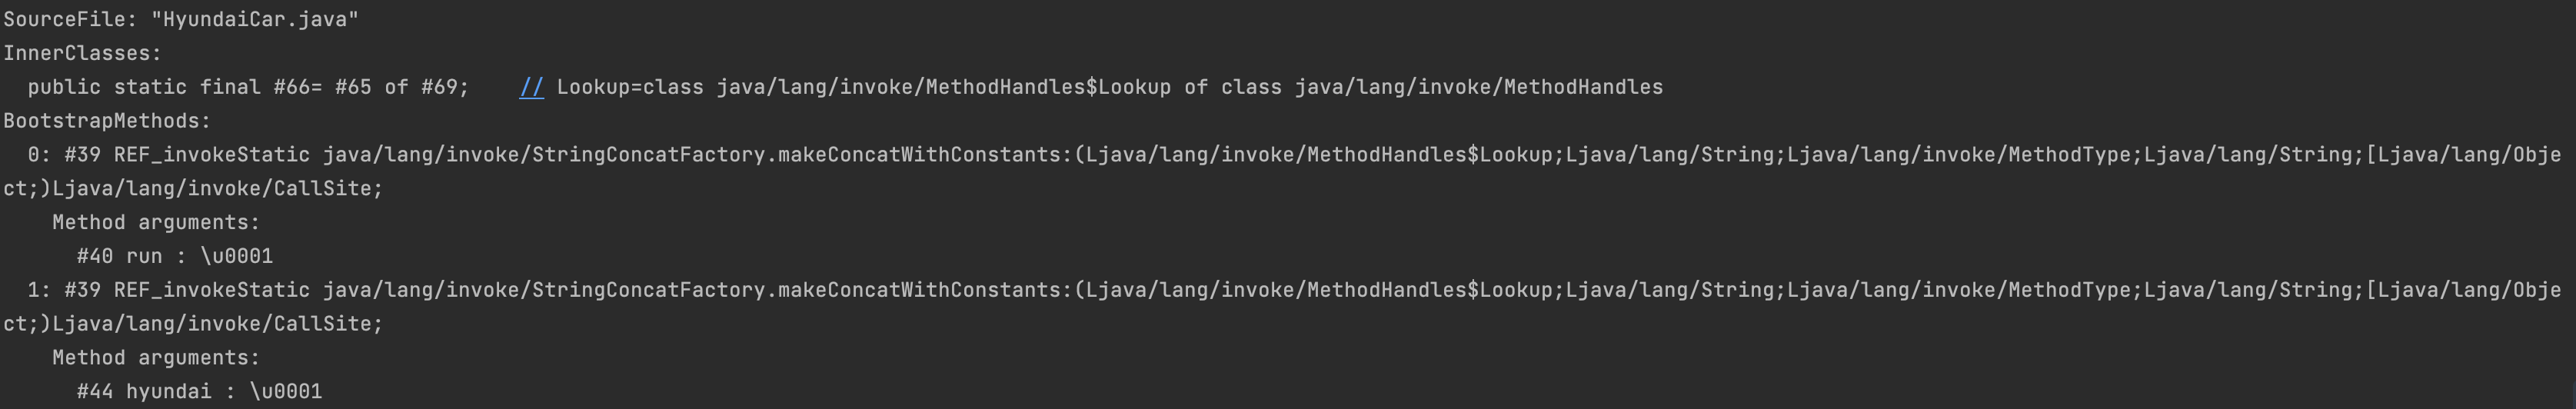 SourceFile: "HyundaiCar.java"
InnerClasses:
  public static final #66= #65 of #69;    // Lookup=class java/lang/invoke/MethodHandles$Lookup of class java/lang/invoke/MethodHandles
BootstrapMethods:
  0: #39 REF_invokeStatic java/lang/invoke/StringConcatFactory.makeConcatWithConstants:(Ljava/lang/invoke/MethodHandles$Lookup;Ljava/lang/String;Ljava/lang/invoke/MethodType;Ljava/lang/String;[Ljava/lang/Obje
ct;)Ljava/lang/invoke/CallSite;
    Method arguments:
      #40 run : \u0001
  1: #39 REF_invokeStatic java/lang/invoke/StringConcatFactory.makeConcatWithConstants:(Ljava/lang/invoke/MethodHandles$Lookup;Ljava/lang/String;Ljava/lang/invoke/MethodType;Ljava/lang/String;[Ljava/lang/Obje
ct;)Ljava/lang/invoke/CallSite;
    Method arguments:
      #44 hyundai : \u0001